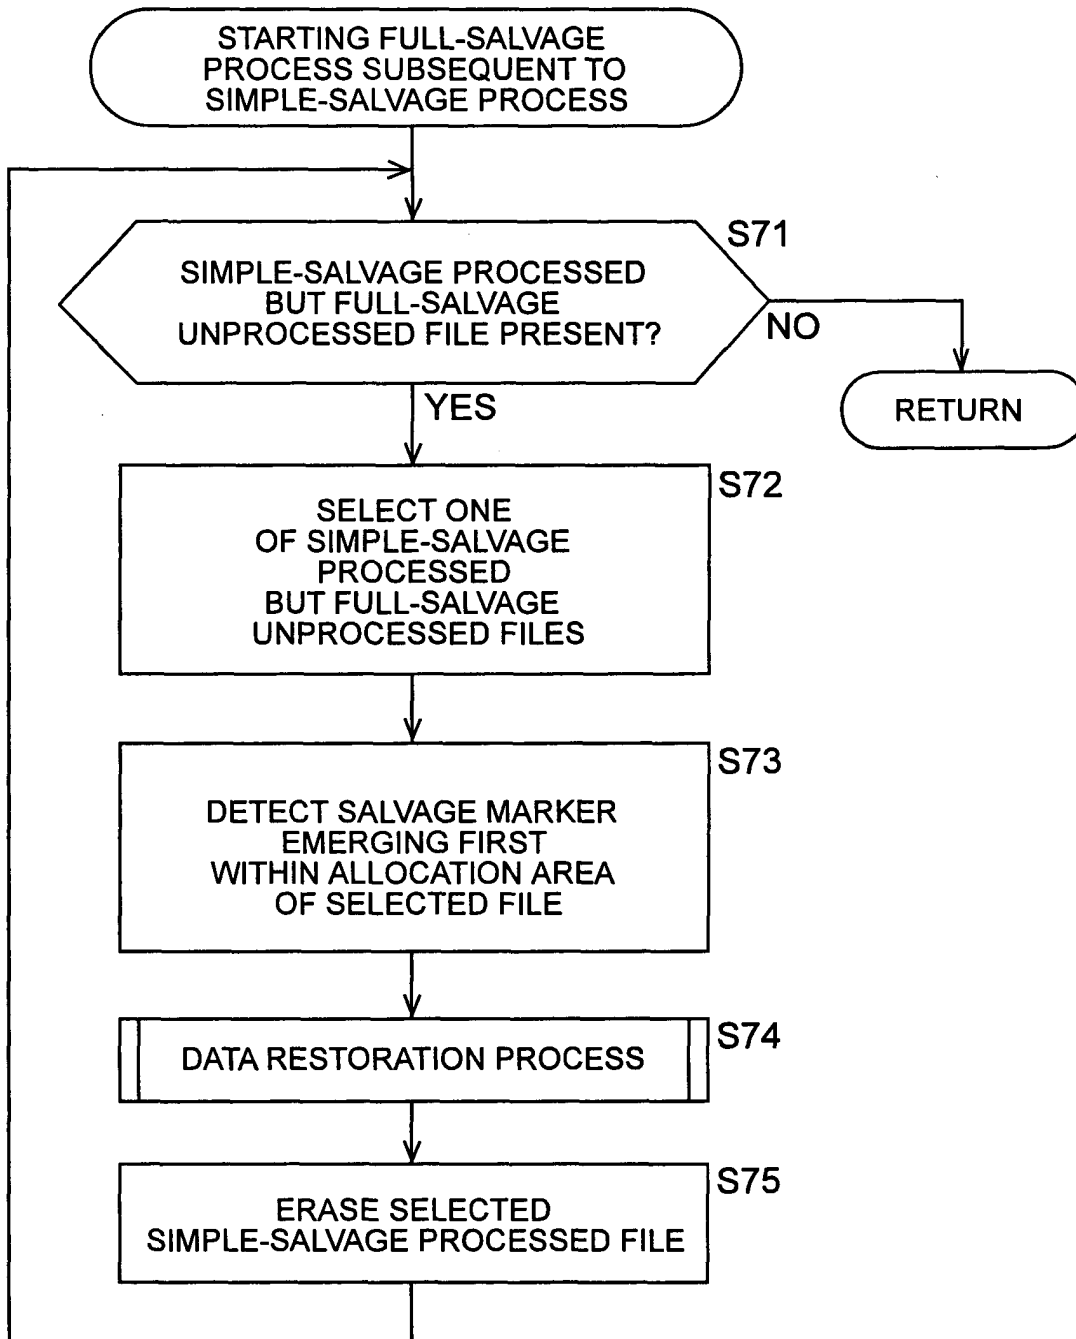 STARTING FULL-SALVAGE
PROCESS SUBSEQUENT TO
SIMPLE-SALVAGE PROCESS
S71
SIMPLE-SALVAGE PROCESSED
BUT FULL-SALVAGE
UNPROCESSED FILE PRESENT?
NO
RETURN
YES
S72
SELECT ONE
OF SIMPLE-SALVAGE
PROCESSED
BUT FULL-SALVAGE
UNPROCESSED FILES
S73
DETECT SALVAGE MARKER
EMERGING FIRST
WITHIN ALLOCATION AREA
OF SELECTED FILE
S74
DATA RESTORATION PROCESS
S75
ERASE SELECTED
SIMPLE-SALVAGE PROCESSED FILE